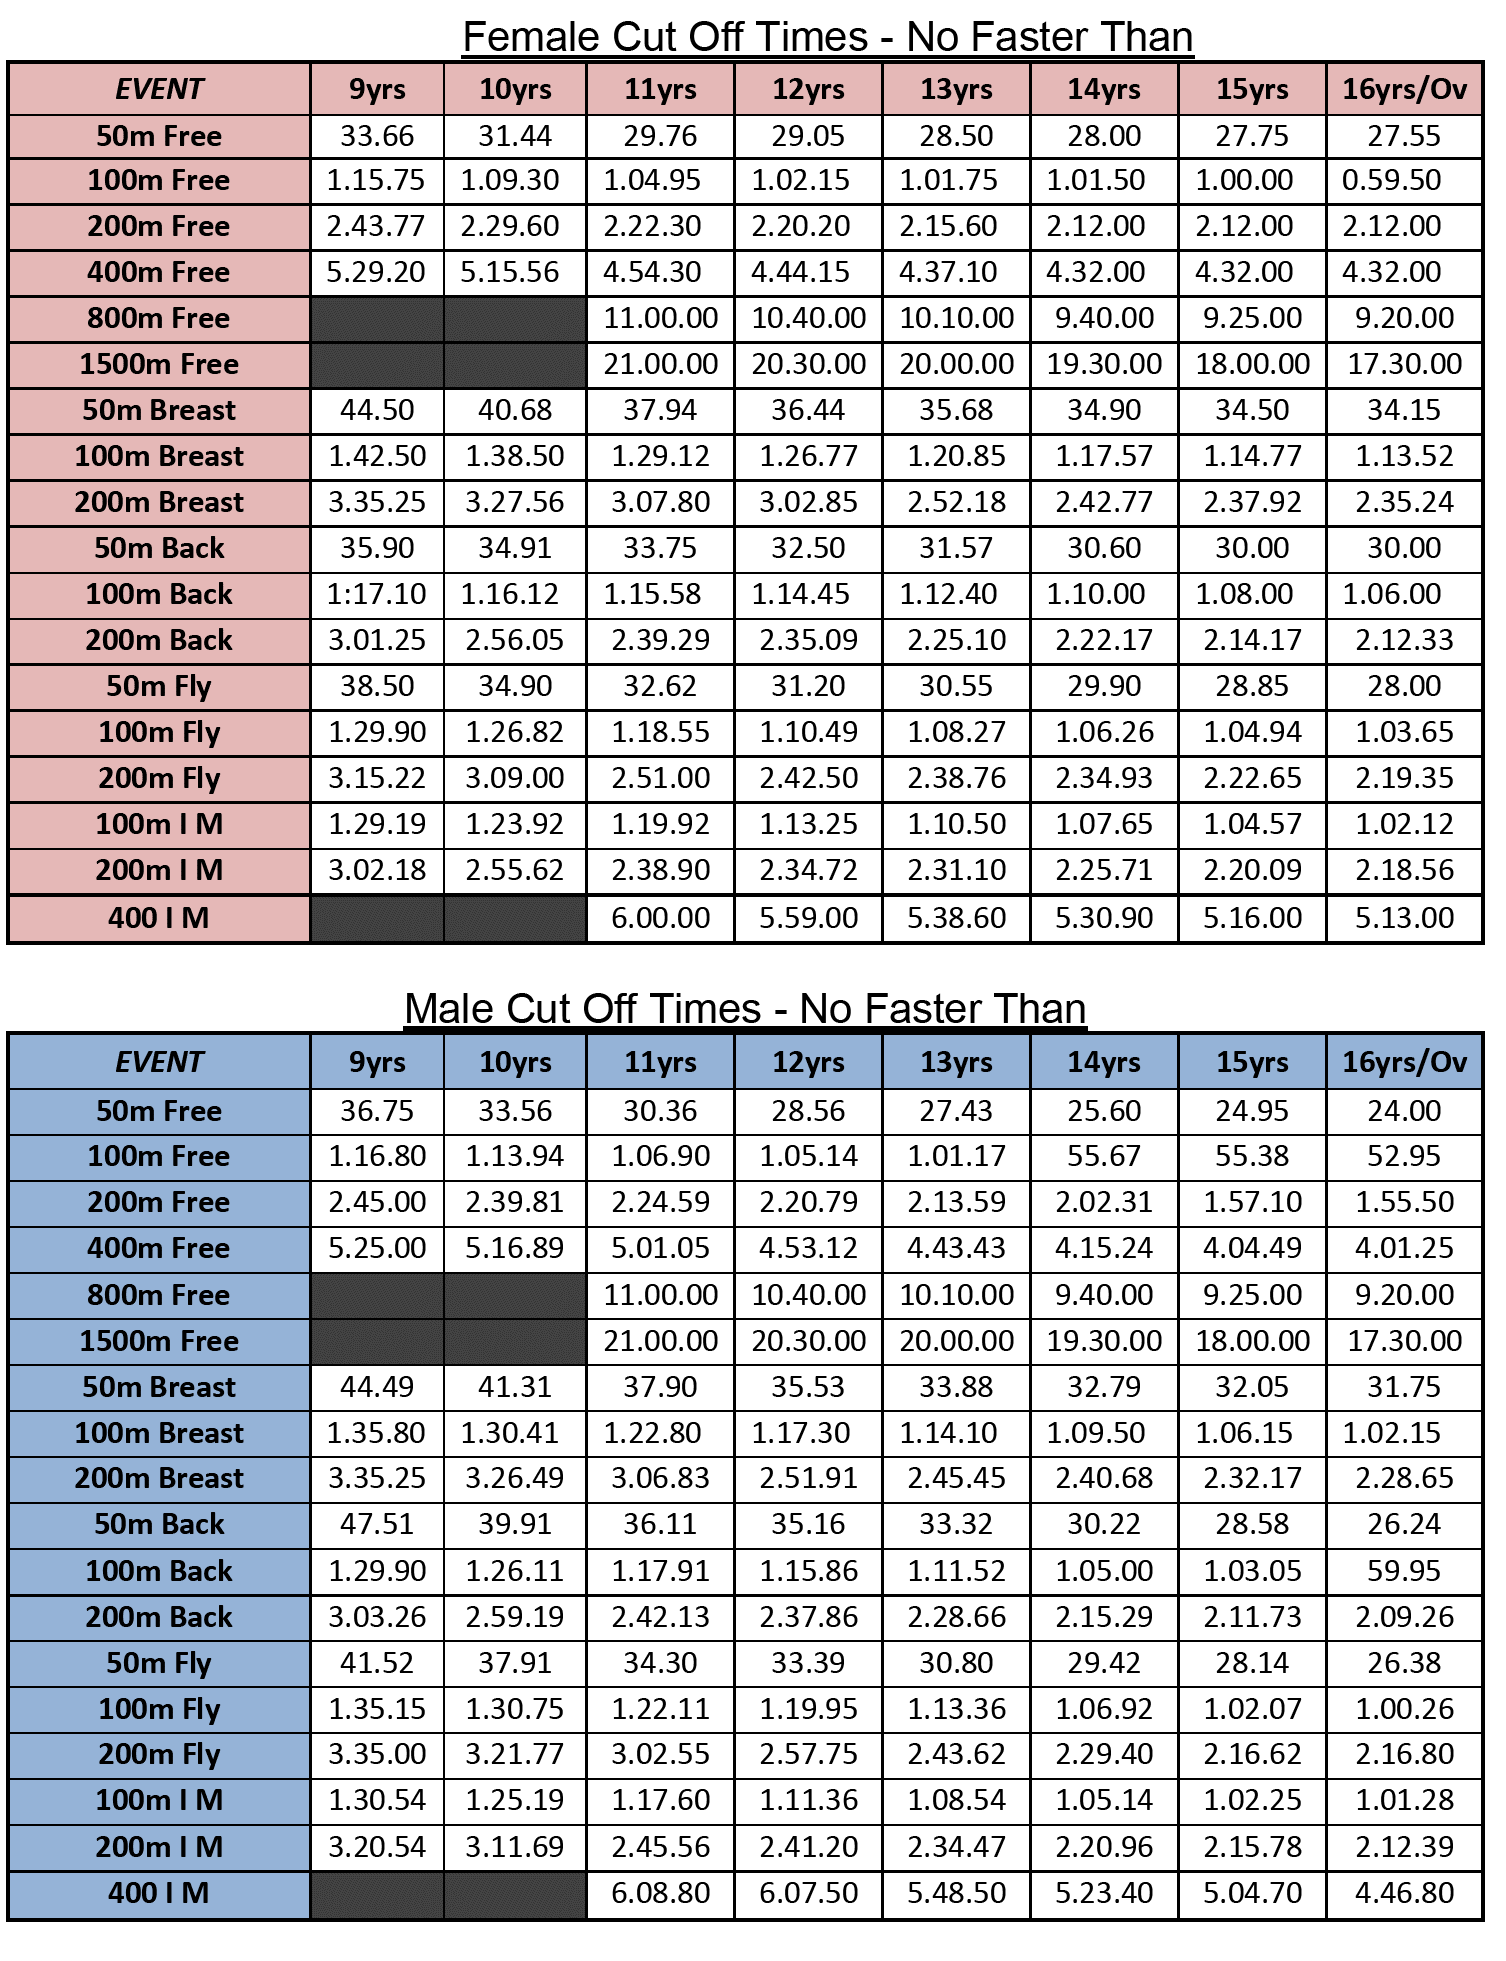 Female Cut Off Times - No Faster Than
EVENT 9yrs 10yrs 11yrs 12yrs 13yrs 14yrs 15yrs 16yrs/Ov
50m Free 33.66 31.44 29.76 29.05 28.50 28.00 27.75 27.55
100m Free 1.15.75 1.09.30 1.04.95 1.02.15 1.01.75 1.01.50 1.00.00 0.59.50
200m Free 2.43.77 2.29.60 2.22.30 2.20.20 2.15.60 2.12.00 2.12.00 2.12.00
400m Free 5.29.20 5.15.56 4.54.30 4.44.15 4.37.10 4.32.00 4.32.00 4.32.00
800m Free 11.00.00 10.40.00 10.10.00 9.40.00 9.25.00 9.20.00
1500m Free 21.00.00 20.30.00 20.00.00 19.30.00 18.00.00 17.30.00
50m Breast 44.50 40.68 37.94 36.44 35.68 34.90 34.50 34.15
100m Breast 1.42.50 1.38.50 1.29.12 1.26.77 1.20.85 1.17.57 1.14.77 1.13.52
200m Breast 3.35.25 3.27.56 3.07.80 3.02.85 2.52.18 2.42.77 2.37.92 2.35.24
50m Back 35.90 34.91 33.75 32.50 31.57 30.60 30.00 30.00
100m Back 1:17.10 1.16.12 1.15.58 1.14.45 1.12.40 1.10.00 1.08.00 1.06.00
200m Back 3.01.25 2.56.05 2.39.29 2.35.09 2.25.10 2.22.17 2.14.17 2.12.33
50m Fly 38.50 34.90 32.62 31.20 30.55 29.90 28.85 28.00
100m Fly 1.29.90 1.26.82 1.18.55 1.10.49 1.08.27 1.06.26 1.04.94 1.03.65
200m Fly 3.15.22 3.09.00 2.51.00 2.42.50 2.38.76 2.34.93 2.22.65 2.19.35
100m I M 1.29.19 1.23.92 1.19.92 1.13.25 1.10.50 1.07.65 1.04.57 1.02.12
200m I M 3.02.18 2.55.62 2.38.90 2.34.72 2.31.10 2.25.71 2.20.09 2.18.56
400 I M 6.00.00 5.59.00 5.38.60 5.30.90 5.16.00 5.13.00
Male Cut Off Times - No Faster Than
EVENT 9yrs 10yrs 11yrs 12yrs 13yrs 14yrs 15yrs 16yrs/Ov
50m Free 36.75 33.56 30.36 28.56 27.43 25.60 24.95 24.00
100m Free 1.16.80 1.13.94 1.06.90 1.05.14 1.01.17 55.67 55.38 52.95
200m Free 2.45.00 2.39.81 2.24.59 2.20.79 2.13.59 2.02.31 1.57.10 1.55.50
400m Free 5.25.00 5.16.89 5.01.05 4.53.12 4.43.43 4.15.24 4.04.49 4.01.25
800m Free 11.00.00 10.40.00 10.10.00 9.40.00 9.25.00 9.20.00
1500m Free 21.00.00 20.30.00 20.00.00 19.30.00 18.00.00 17.30.00
50m Breast 44.49 41.31 37.90 35.53 33.88 32.79 32.05 31.75
100m Breast 1.35.80 1.30.41 1.22.80 1.17.30 1.14.10 1.09.50 1.06.15 1.02.15
200m Breast 3.35.25 3.26.49 3.06.83 2.51.91 2.45.45 2.40.68 2.32.17 2.28.65
50m Back 47.51 39.91 36.11 35.16 33.32 30.22 28.58 26.24
100m Back 1.29.90 1.26.11 1.17.91 1.15.86 1.11.52 1.05.00 1.03.05 59.95
200m Back 3.03.26 2.59.19 2.42.13 2.37.86 2.28.66 2.15.29 2.11.73 2.09.26
50m Fly 41.52 37.91 34.30 33.39 30.80 29.42 28.14 26.38
100m Fly 1.35.15 1.30.75 1.22.11 1.19.95 1.13.36 1.06.92 1.02.07 1.00.26
200m Fly 3.35.00 3.21.77 3.02.55 2.57.75 2.43.62 2.29.40 2.16.62 2.16.80
100m I M 1.30.54 1.25.19 1.17.60 1.11.36 1.08.54 1.05.14 1.02.25 1.01.28
200m I M 3.20.54 3.11.69 2.45.56 2.41.20 2.34.47 2.20.96 2.15.78 2.12.39
400 I M 6.08.80 6.07.50 5.48.50 5.23.40 5.04.70 4.46.80